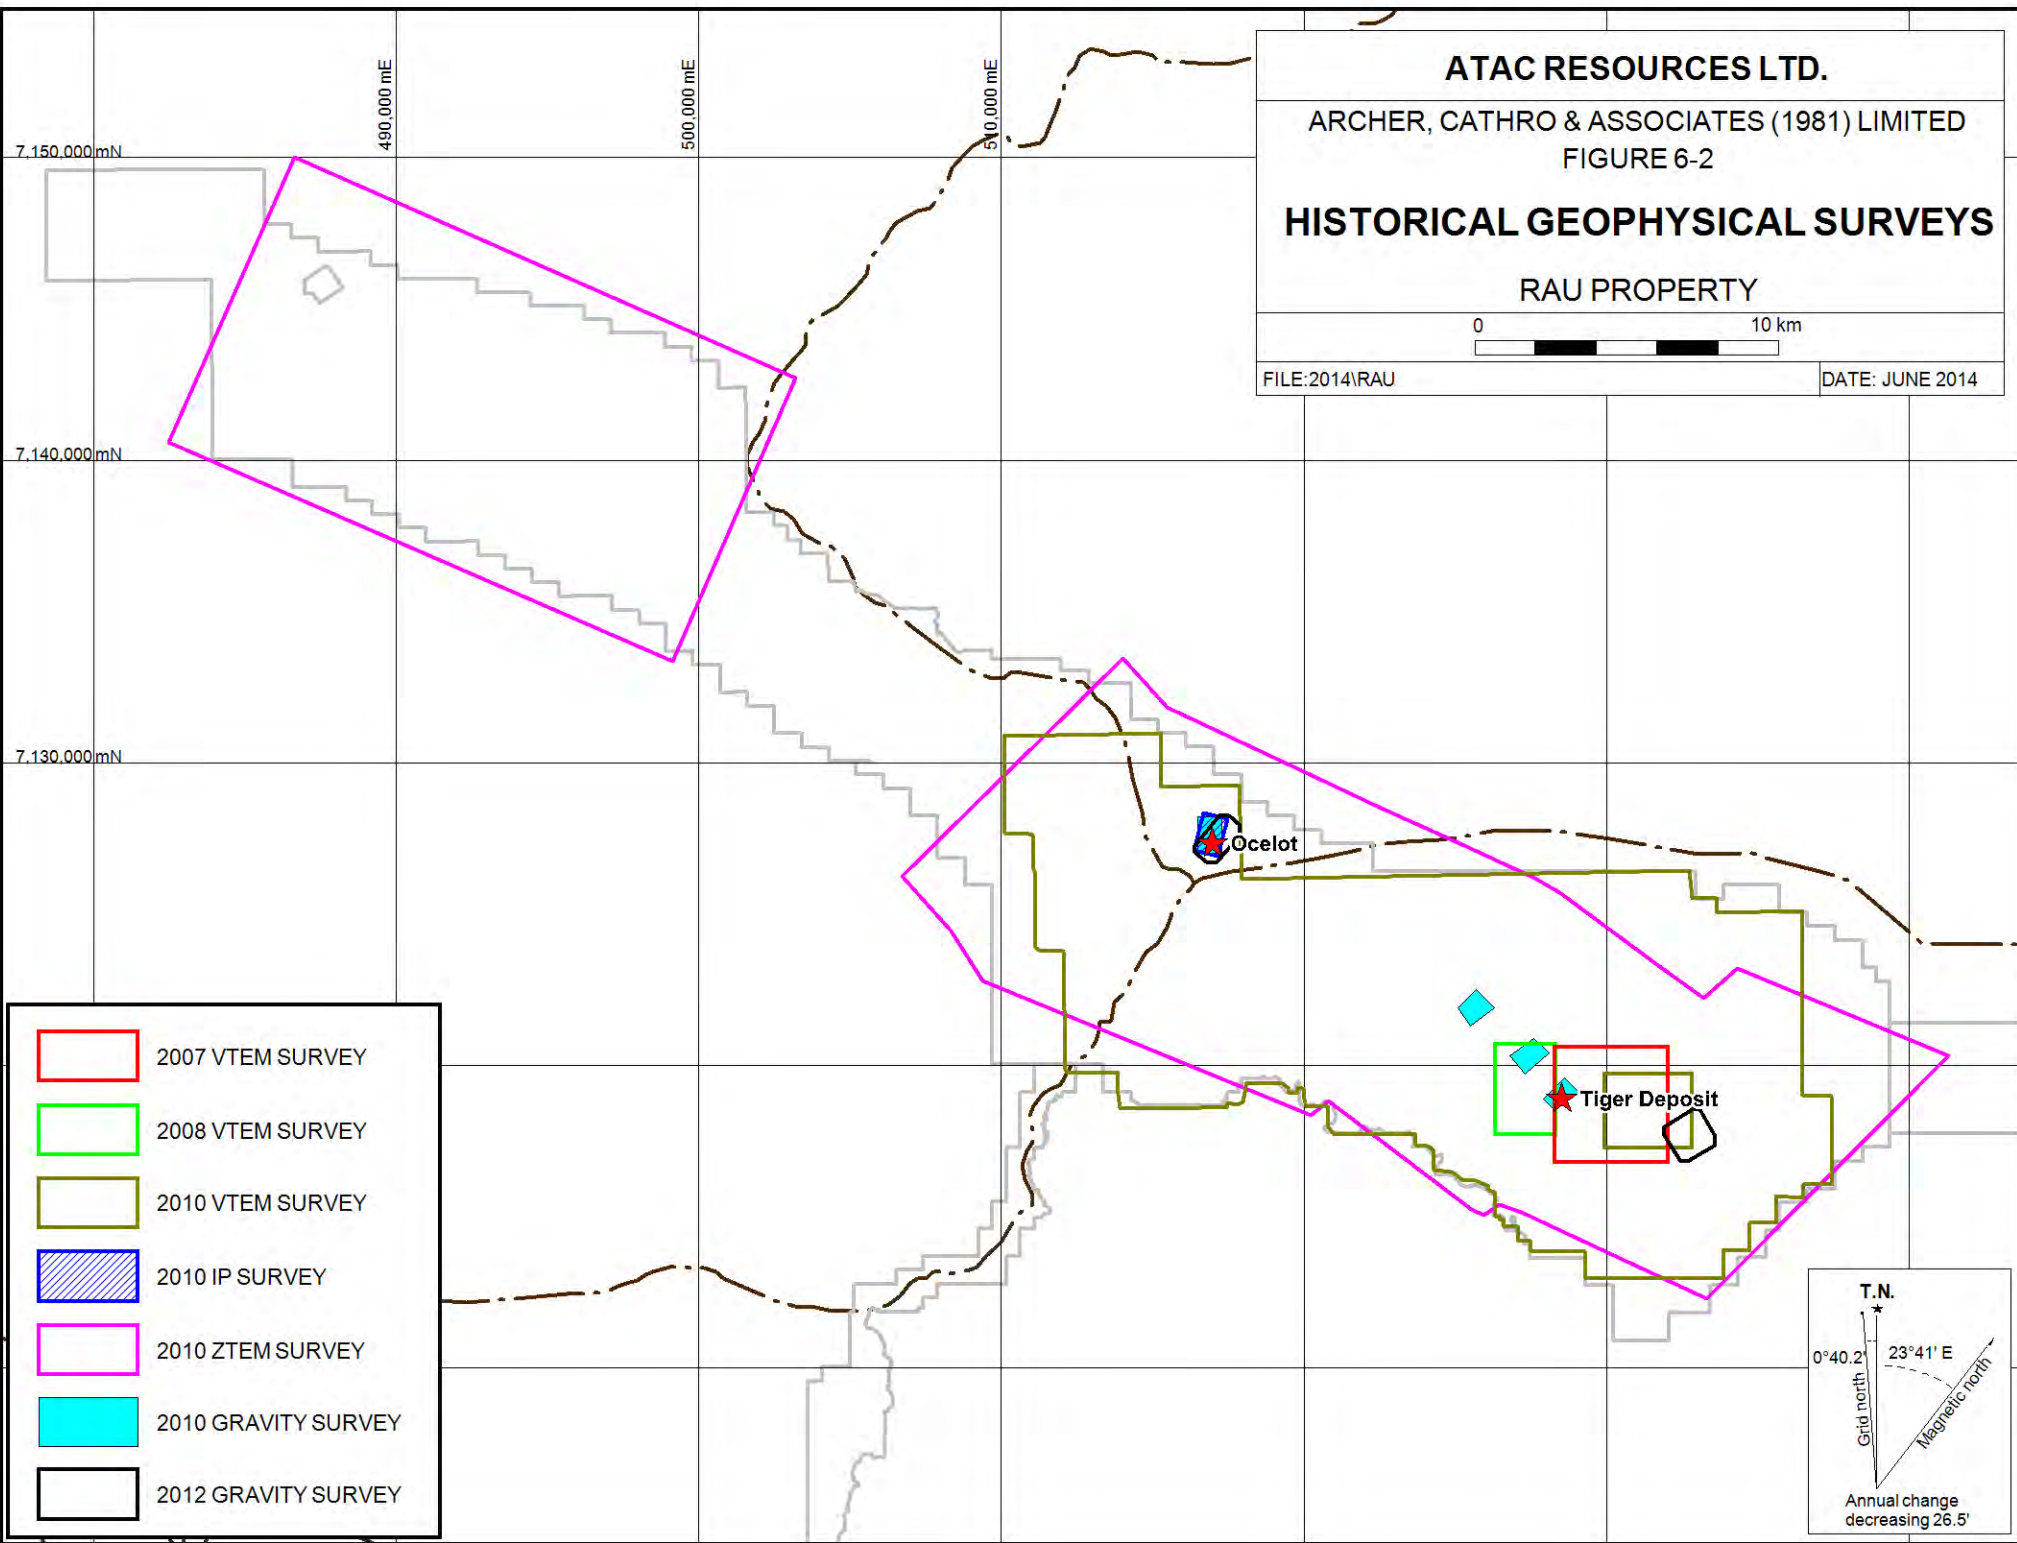 490,000 mE
500,000 mE
510,000 mE
7,150,000 mN
7,140,000 mN
7,130,000 mN
ATAC RESOURCES LTD.
ARCHER, CATHRO & ASSOCIATES (1981) LIMITED
FIGURE 6-2
HISTORICAL GEOPHYSICAL SURVEYS
RAU PROPERTY
0 10 km
FILE:2014\RAU DATE: JUNE 2014
Ocelot
Tiger Deposit
2007 VTEM SURVEY
2008 VTEM SURVEY
2010 VTEM SURVEY
2010 IP SURVEY
2010 ZTEM SURVEY
2010 GRAVITY SURVEY
2012 GRAVITY SURVEY
T.N.
0°40.2'
23°41' E
Grid north
Magnetic north
Annual change
decreasing 26.5'